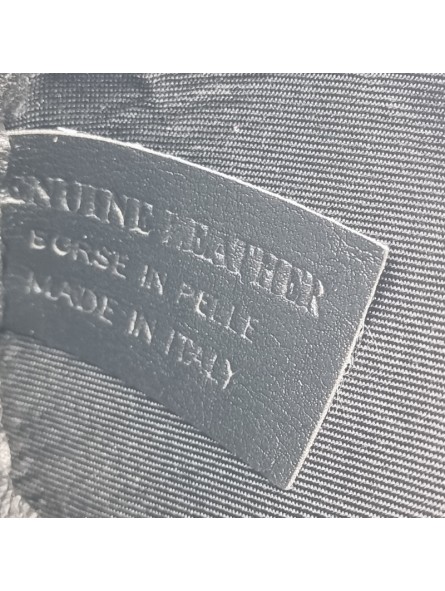 ENUINE LEATHER
BORSE IN PELLE
MADE IN ITALY